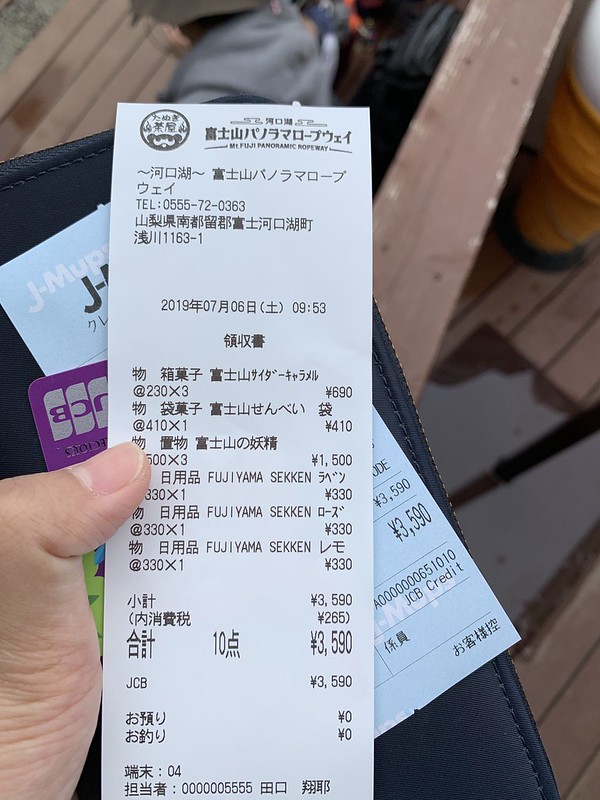 たぬき
茶屋
河口湖
富士山パノラマロープウェイ
Mt.FUJI PANORAMIC ROPEWAY
～河口湖～ 富士山パノラマロープ
ウェイ
TEL:0555-72-0363
山梨県南都留郡富士河口湖町
浅川1163-1
2019年07月06日(土) 09:53
領収書
物 箱菓子 富士山ｻｲﾀﾞｰｷｬﾗﾒﾙ
@230×3 ¥690
物 袋菓子 富士山せんべい 袋
@410×1 ¥410
物 置物 富士山の妖精
500×3 ¥1,500
日用品 FUJIYAMA SEKKEN ﾗﾍﾞﾝ
330×1 ¥330
物 日用品 FUJIYAMA SEKKEN ﾛｰｽﾞ
@330×1 ¥330
物 日用品 FUJIYAMA SEKKEN レモ
@330×1 ¥330
小計 ¥3,590
(内消費税 ¥265)
合計 10点 ¥3,590
JCB ¥3,590
お預り ¥0
お釣り ¥0
端末：04
担当者：0000005555 田口 翔耶
J-Mups
クレ
JCB
ODE
¥3,590
¥3,590
A0000000651010
JCB Credit
係員
お客様控